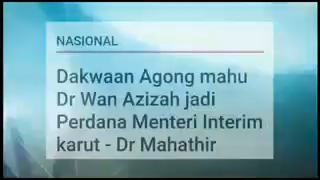 NASIONAL
Dakwaan Agong mahu
Dr Wan Azizah jadi
Perdana Menteri Interim
karut - Dr Mahathir